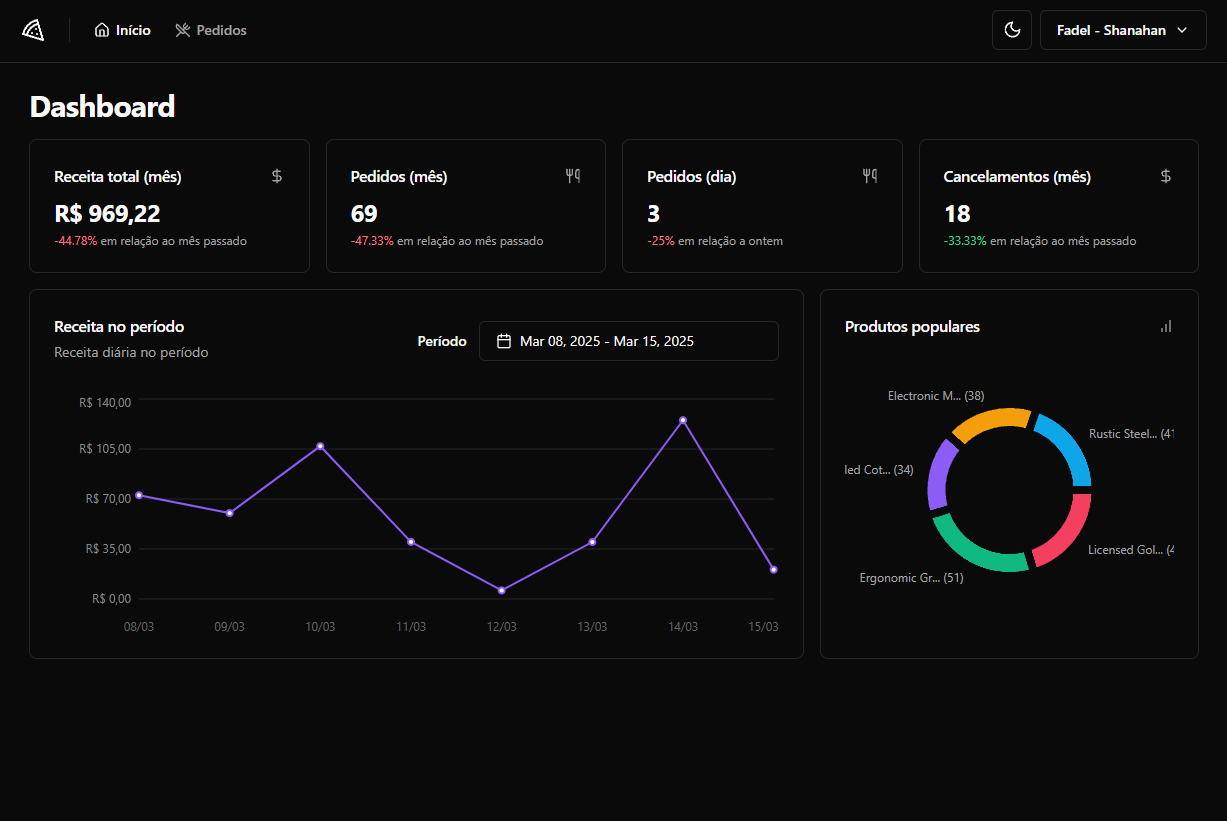 Início
Pedidos
Fadel - Shanahan
Dashboard
Receita total (mês)
R$ 969,22
-44.78% em relação ao mês passado
Pedidos (mês)
69
-47.33% em relação ao mês passado
Pedidos (dia)
3
-25% em relação a ontem
Cancelamentos (mês)
18
-33.33% em relação ao mês passado
Receita no período
Receita diária no período
Período
Mar 08, 2025 - Mar 15, 2025
R$ 140,00
R$ 105,00
R$ 70,00
R$ 35,00
R$ 0,00
08/03
09/03
10/03
11/03
12/03
13/03
14/03
15/03
Produtos populares
Electronic M... (38)
Rustic Steel... (41
led Cot... (34)
Licensed Gol... (4
Ergonomic Gr... (51)